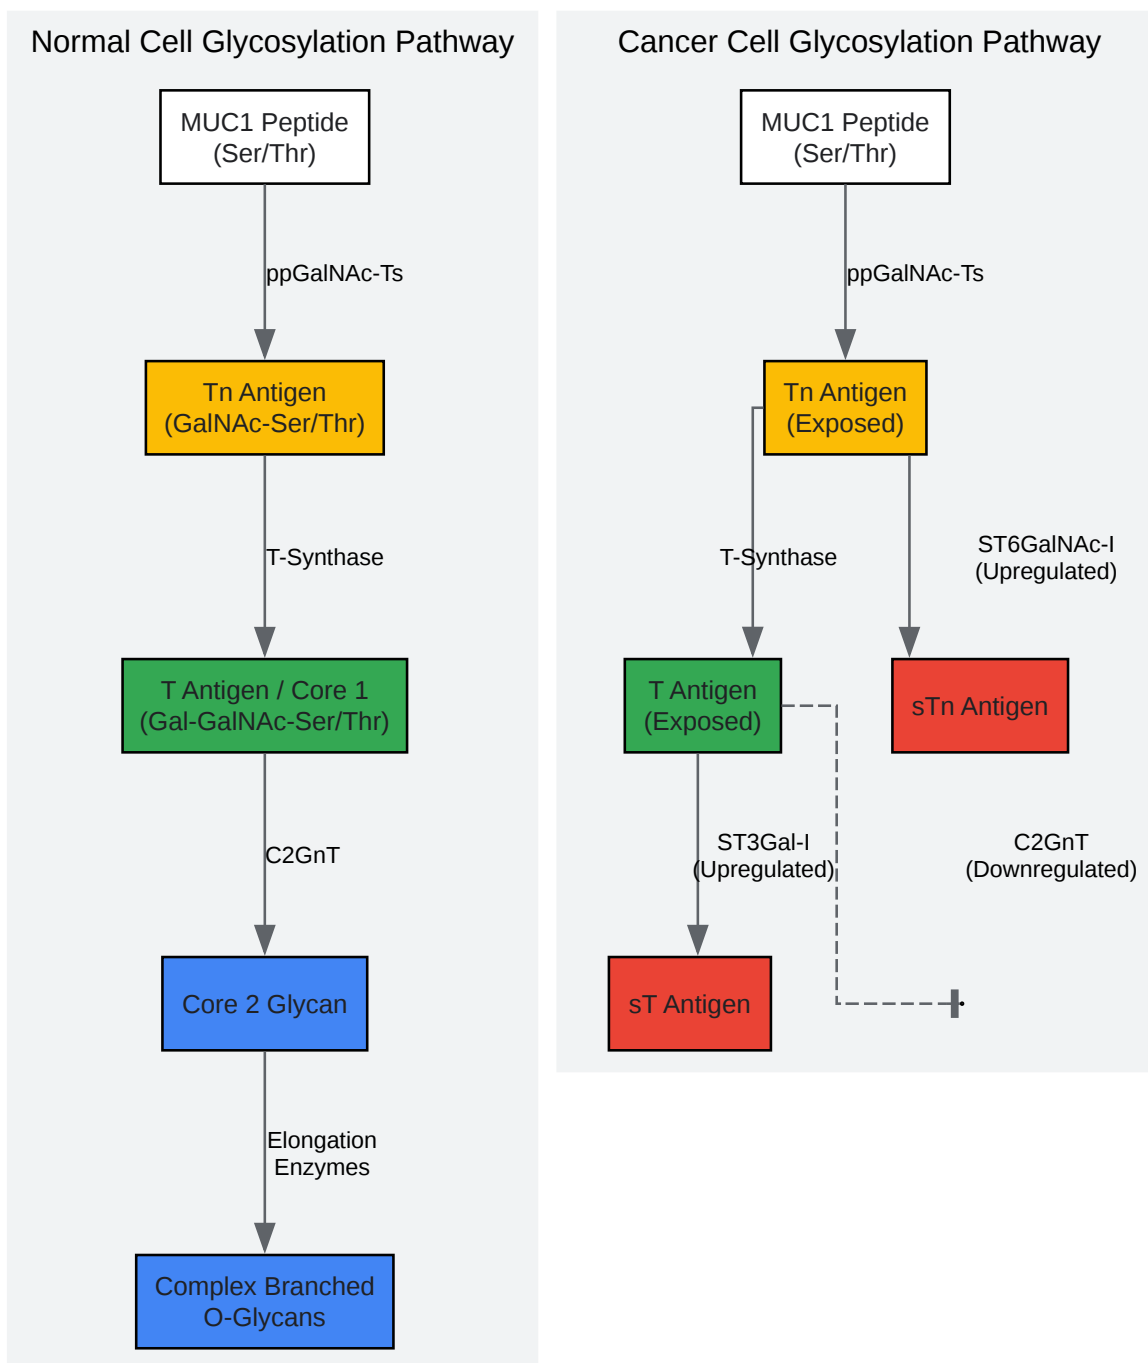 Normal Cell Glycosylation Pathway
MUC1 Peptide
(Ser/Thr)
ppGalNAc-Ts
Tn Antigen
(GalNAc-Ser/Thr)
T-Synthase
T Antigen / Core 1
(Gal-GalNAc-Ser/Thr)
C2GnT
Core 2 Glycan
Elongation
Enzymes
Complex Branched
O-Glycans
Cancer Cell Glycosylation Pathway
MUC1 Peptide
(Ser/Thr)
ppGalNAc-Ts
Tn Antigen
(Exposed)
T-Synthase
ST6GalNAc-I
(Upregulated)
T Antigen
(Exposed)
sTn Antigen
ST3Gal-I
(Upregulated)
C2GnT
(Downregulated)
sT Antigen